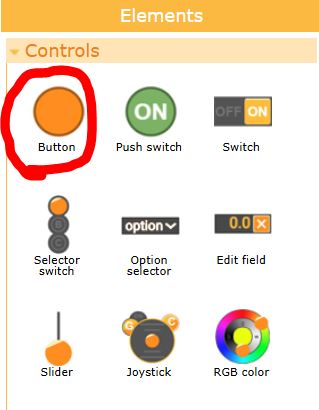 Elements
Controls
ON
OFF ON
Button
Push switch
Switch
A
B
C
option
0.0
Selector
switch
Option
selector
Edit field
G
C
Slider
Joystick
RGB color